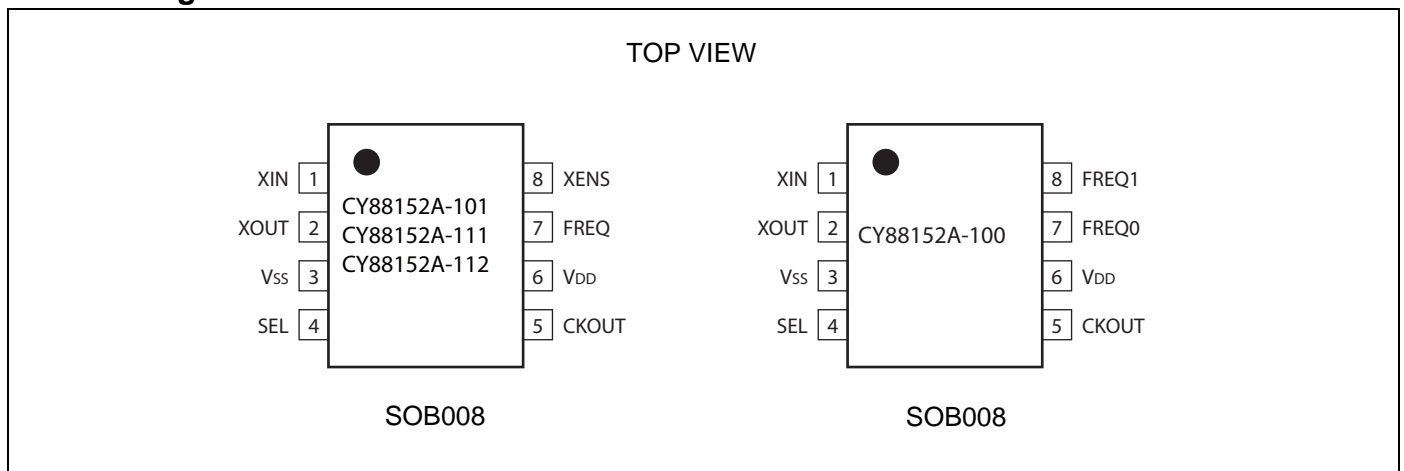 TOP VIEW
XIN 1
XOUT 2
Vss 3
SEL 4
CY88152A-101
CY88152A-111
CY88152A-112
8 XENS
7 FREQ
6 VDD
5 CKOUT
SOB008
XIN 1
XOUT 2
Vss 3
SEL 4
CY88152A-100
8 FREQ1
7 FREQ0
6 VDD
5 CKOUT
SOB008